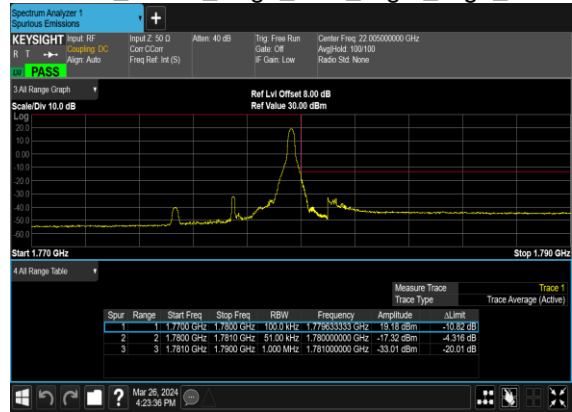 Spectrum Analyzer 1
Spurious Emissions
KEYSIGHT Input: RF Input Z: 50 Ω Atten: 40 dB Trig: Free Run Center Freq: 22.005000000 GHz
R T Coupling: DC Corr CCorr Gate: Off Avg|Hold: 100/100
Align: Auto Freq Ref: Int (S) IF Gain: Low Radio Std: None
LW PASS
3 All Range Graph
Ref Lvl Offset 8.00 dB
Scale/Div 10.0 dB Ref Value 30.00 dBm
Log
20.0
10.0
0.00
-10.0
-20.0
-30.0
-40.0
-50.0
-60.0
Start 1.770 GHz Stop 1.790 GHz
4 All Range Table
Measure Trace Trace 1
Trace Type Trace Average (Active)
Spur Range Start Freq Stop Freq RBW Frequency Amplitude ΔLimit
1 1 1.7700 GHz 1.7800 GHz 100.0 kHz 1.779633333 GHz 19.18 dBm -10.82 dB
2 2 1.7800 GHz 1.7810 GHz 51.00 kHz 1.780000000 GHz -17.32 dBm -4.316 dB
3 3 1.7810 GHz 1.7900 GHz 1.000 MHz 1.781000000 GHz -33.01 dBm -20.01 dB
? Mar 26, 2024
4:23:36 PM